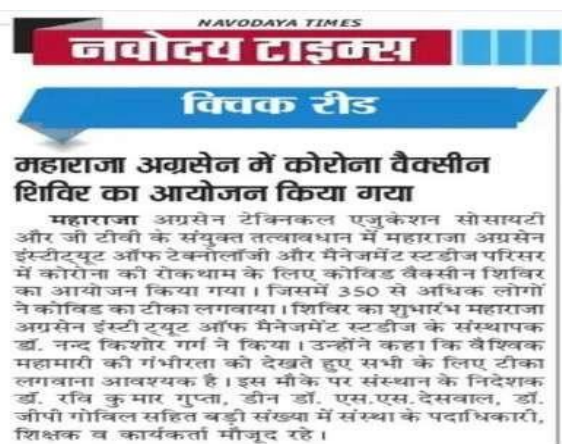 NAVODAYA TIMES
नवोदय टाइम्स
क्विक रीड
महाराजा अग्रसेन में कोरोना वैक्सीन
शिविर का आयोजन किया गया
महाराजा अग्रसेन टेक्निकल एजुकेशन सोसायटी
और जी टीवी के संयुक्त तत्वावधान में महाराजा अग्रसेन
इंस्टीट्यूट ऑफ टेक्नोलॉजी और मैनेजमेंट स्टडीज परिसर
में कोरोना की रोकथाम के लिए कोविड वैक्सीन शिविर
का आयोजन किया गया। जिसमें 350 से अधिक लोगों
ने कोविड का टीका लगवाया। शिविर का शुभारंभ महाराजा
अग्रसेन इंस्टीट्यूट ऑफ मैनेजमेंट स्टडीज के संस्थापक
डॉ. नन्द किशोर गर्ग ने किया। उन्होंने कहा कि वैश्विक
महामारी की गंभीरता को देखते हुए सभी के लिए टीका
लगवाना आवश्यक है। इस मौके पर संस्थान के निदेशक
डॉ. रवि कुमार गुप्ता, डीन डॉ. एस.एस.देसवाल, डॉ.
जीपी गोविल सहित बड़ी संख्या में संस्था के पदाधिकारी,
शिक्षक व कार्यकर्ता मौजूद रहे।